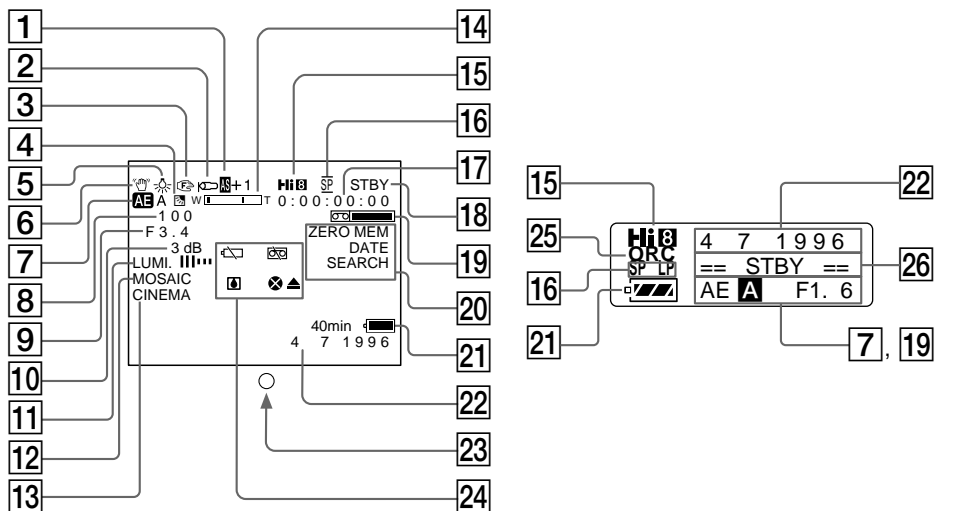 1
2
3
4
5
6
7
8
9
10
11
12
13
14
15
16
17
18
19
20
21
22
23
24
AS+1 Hi8 SP STBY
AE A W T 0:00:00:00
100
F3.4 ZERO MEM
3 dB DATE
LUMI. SEARCH
MOSAIC
CINEMA
40min
4 7 1996
15
25
16
21
22
26
7, 19
Hi8 4 7 1996
ORC
SP LP == STBY ==
AE A F1. 6